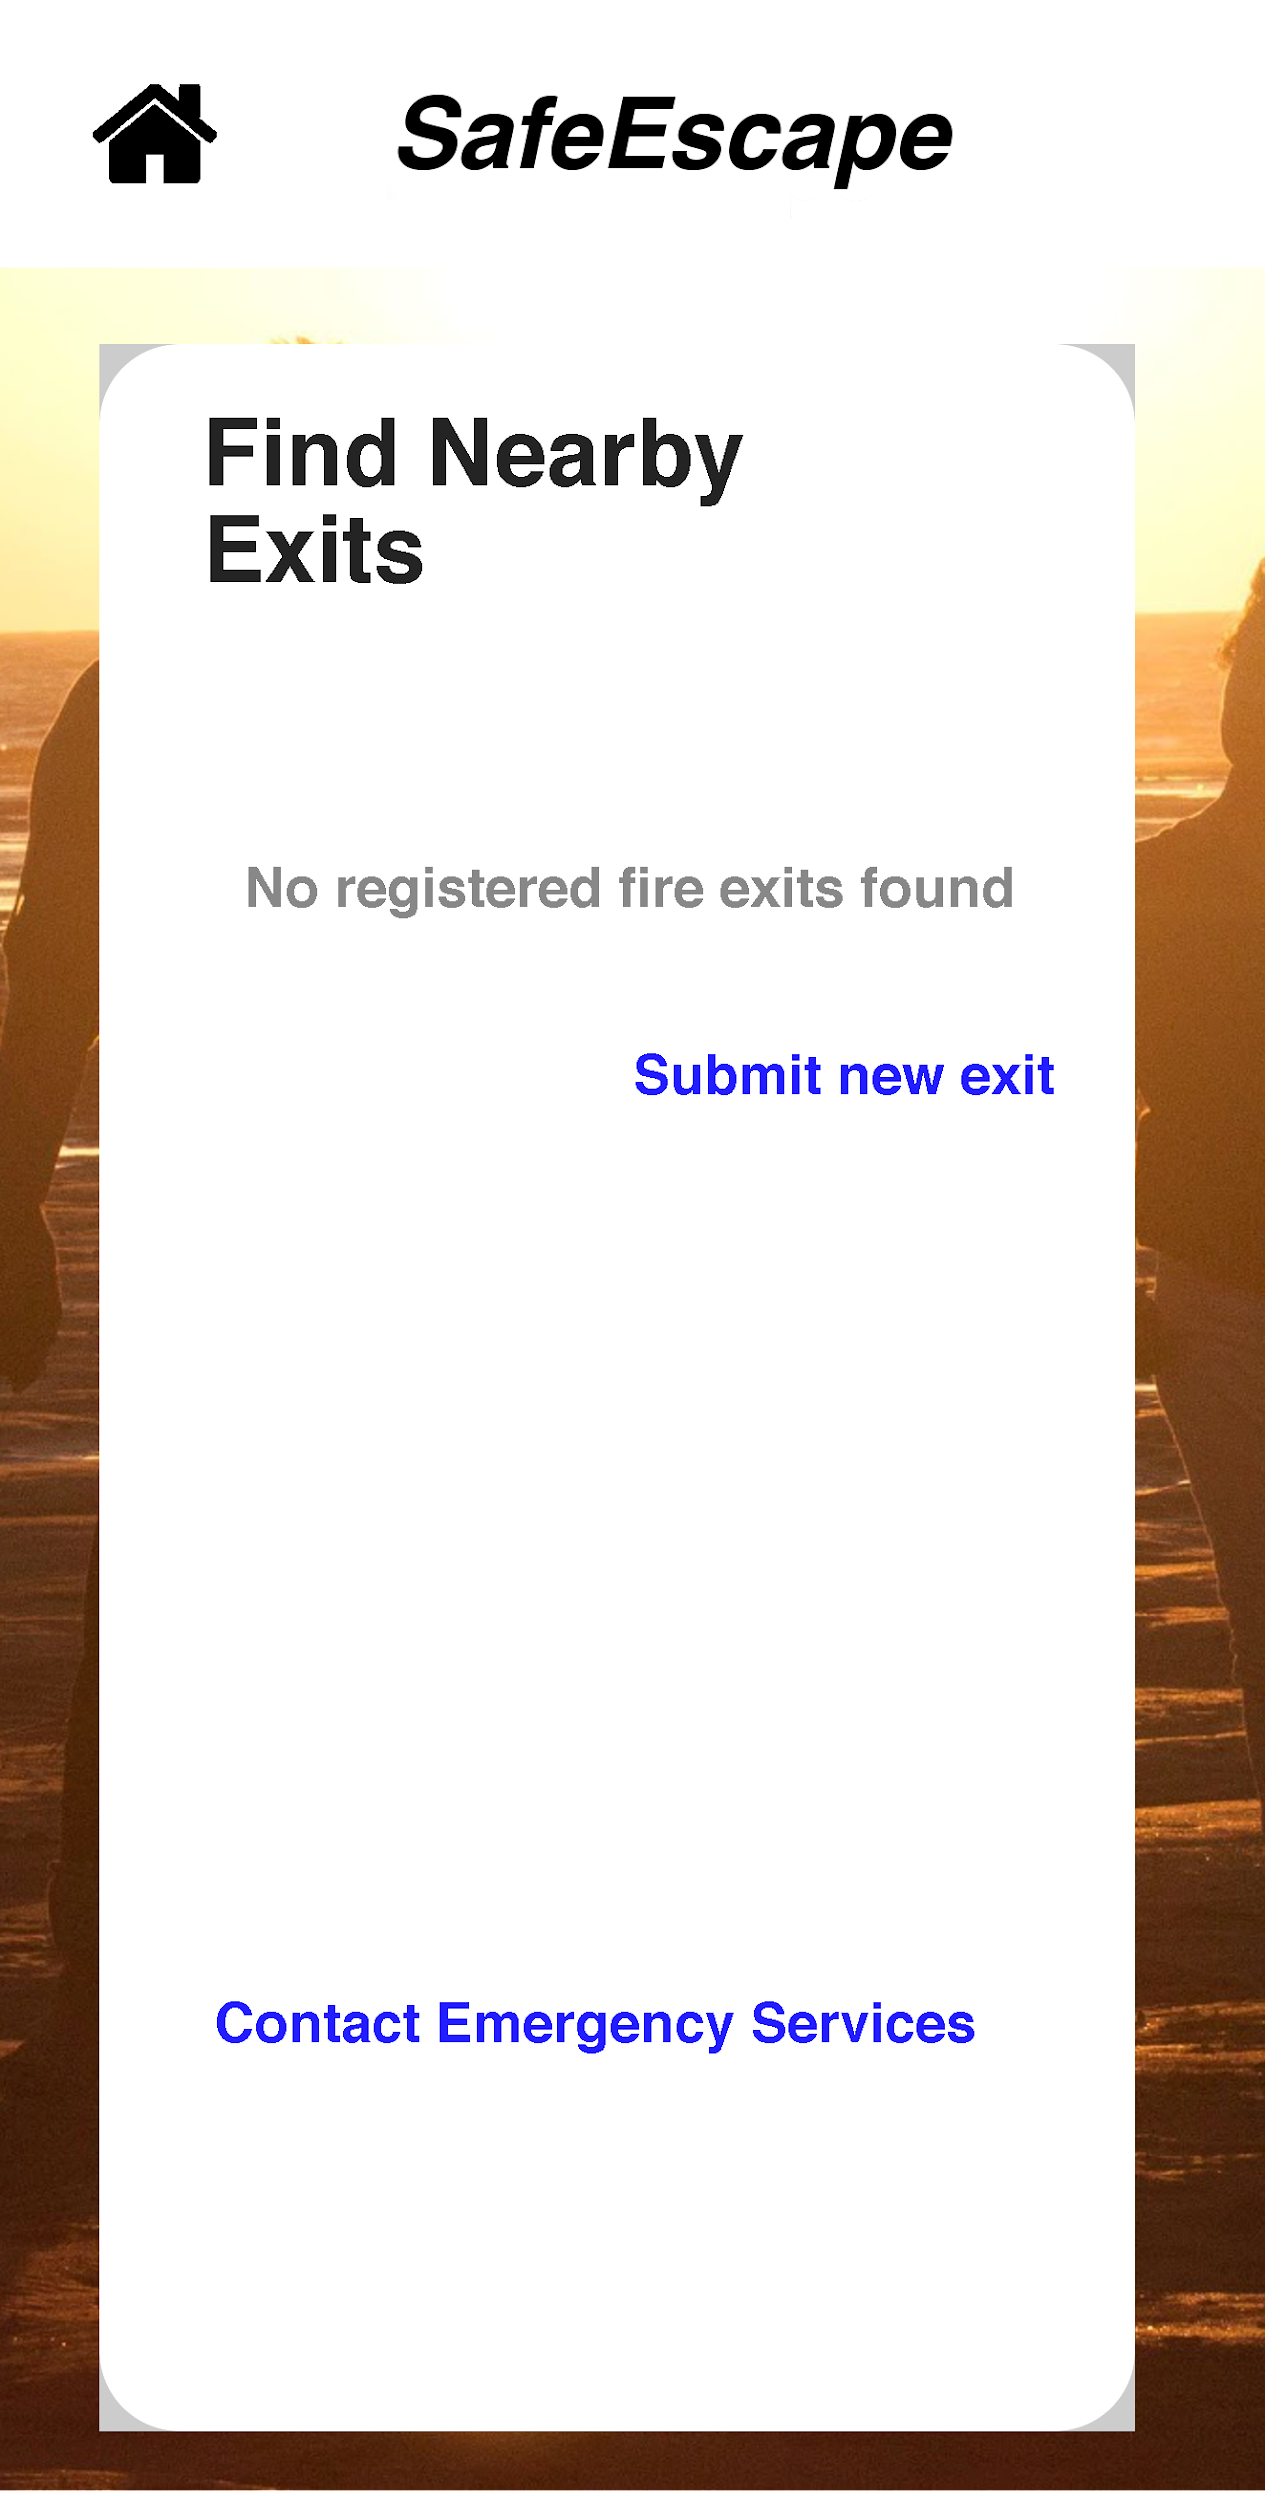 SafeEscape
Find Nearby
Exits
No registered fire exits found
Submit new exit
Contact Emergency Services